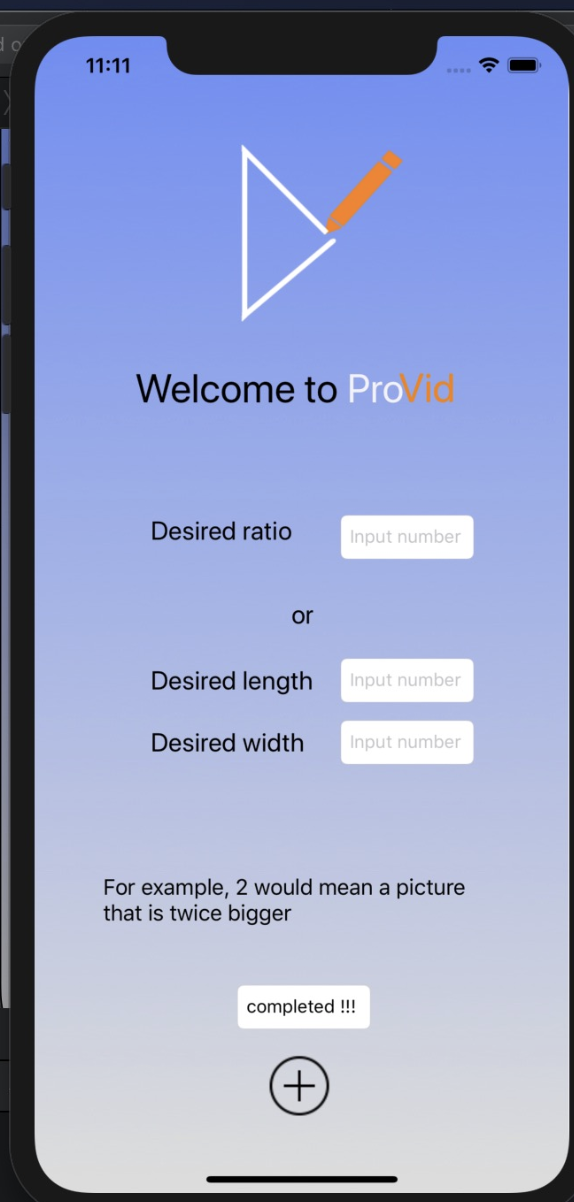 11:11
Welcome to ProVid
Desired ratio Input number
or
Desired length Input number
Desired width Input number
For example, 2 would mean a picture
that is twice bigger
completed !!!